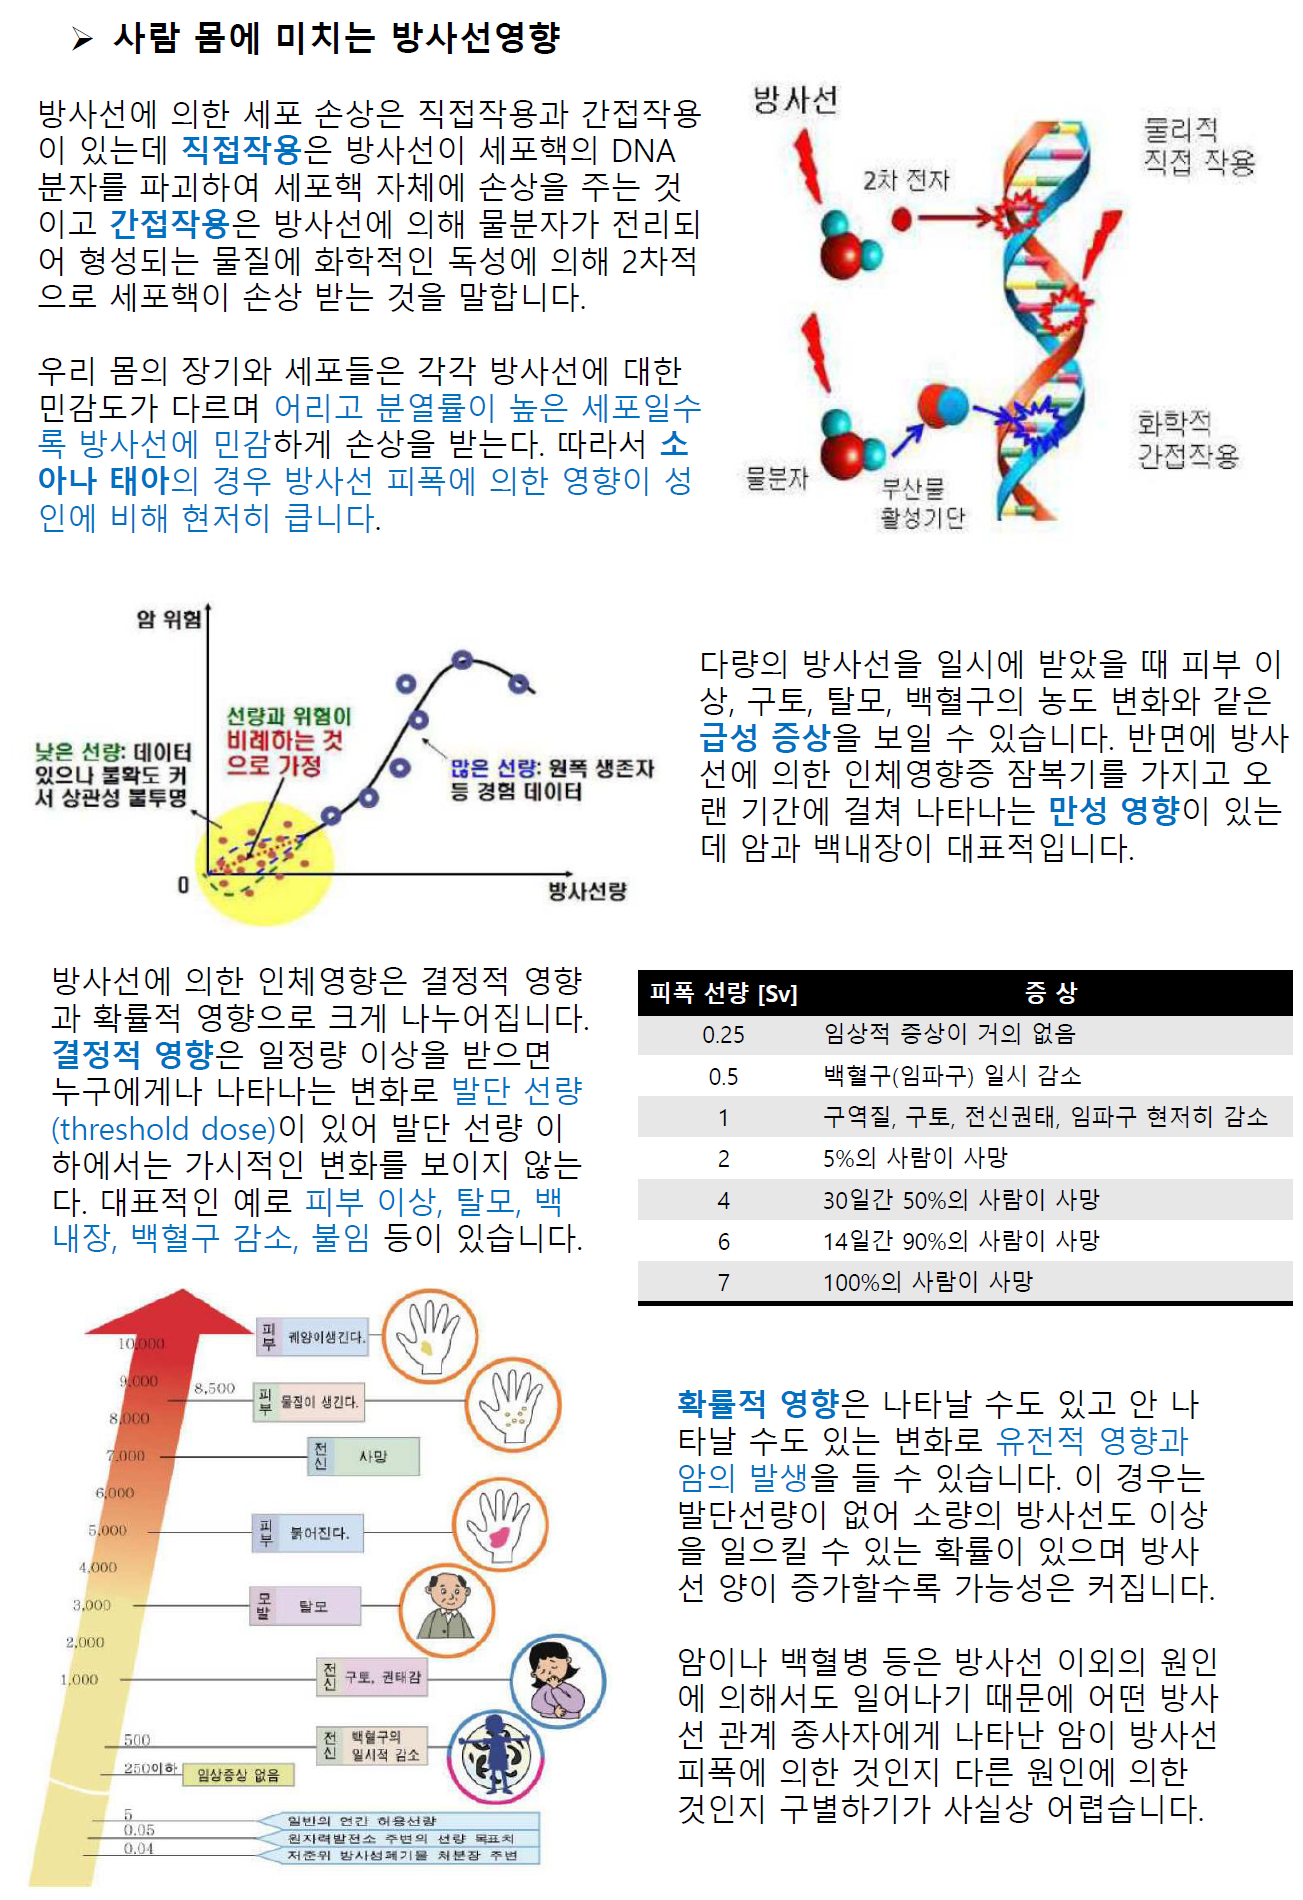 ➢ 사람 몸에 미치는 방사선영향
방사선에 의한 세포 손상은 직접작용과 간접작용
이 있는데 직접작용은 방사선이 세포핵의 DNA
분자를 파괴하여 세포핵 자체에 손상을 주는 것
이고 간접작용은 방사선에 의해 물분자가 전리되
어 형성되는 물질에 화학적인 독성에 의해 2차적
으로 세포핵이 손상 받는 것을 말합니다.
우리 몸의 장기와 세포들은 각각 방사선에 대한
민감도가 다르며 어리고 분열률이 높은 세포일수
록 방사선에 민감하게 손상을 받는다. 따라서 소
아나 태아의 경우 방사선 피폭에 의한 영향이 성
인에 비해 현저히 큽니다.
방사선
2차 전자
물리적
직접 작용
물분자
부산물
활성기단
화학적
간접작용
암 위험
선량과 위험이
비례하는 것
으로 가정
낮은 선량: 데이터
있으나 불확도 커
서 상관성 불투명
많은 선량: 원폭 생존자
등 경험 데이터
0
방사선량
다량의 방사선을 일시에 받았을 때 피부 이
상, 구토, 탈모, 백혈구의 농도 변화와 같은
급성 증상을 보일 수 있습니다. 반면에 방사
선에 의한 인체영향증 잠복기를 가지고 오
랜 기간에 걸쳐 나타나는 만성 영향이 있는
데 암과 백내장이 대표적입니다.
방사선에 의한 인체영향은 결정적 영향
과 확률적 영향으로 크게 나누어집니다.
결정적 영향은 일정량 이상을 받으면
누구에게나 나타나는 변화로 발단 선량
(threshold dose)이 있어 발단 선량 이
하에서는 가시적인 변화를 보이지 않는
다. 대표적인 예로 피부 이상, 탈모, 백
내장, 백혈구 감소, 불임 등이 있습니다.
피폭 선량 [Sv] 증 상
0.25 임상적 증상이 거의 없음
0.5 백혈구(임파구) 일시 감소
1 구역질, 구토, 전신권태, 임파구 현저히 감소
2 5%의 사람이 사망
4 30일간 50%의 사람이 사망
6 14일간 90%의 사람이 사망
7 100%의 사람이 사망
10,000 피부 궤양이생긴다.
9,000
8,500 피부 물집이 생긴다.
8,000
7,000 전신 사망
6,000
5,000 피부 붉어진다.
4,000
3,000 모발 탈모
2,000
1,000 전신 구토, 권태감
500 전신 백혈구의
일시적 감소
250이하 임상증상 없음
5 일반의 연간 허용선량
0.05 원자력발전소 주변의 선량 목표치
0.04 저준위 방사성폐기물 처분장 주변
확률적 영향은 나타날 수도 있고 안 나
타날 수도 있는 변화로 유전적 영향과
암의 발생을 들 수 있습니다. 이 경우는
발단선량이 없어 소량의 방사선도 이상
을 일으킬 수 있는 확률이 있으며 방사
선 양이 증가할수록 가능성은 커집니다.
암이나 백혈병 등은 방사선 이외의 원인
에 의해서도 일어나기 때문에 어떤 방사
선 관계 종사자에게 나타난 암이 방사선
피폭에 의한 것인지 다른 원인에 의한
것인지 구별하기가 사실상 어렵습니다.